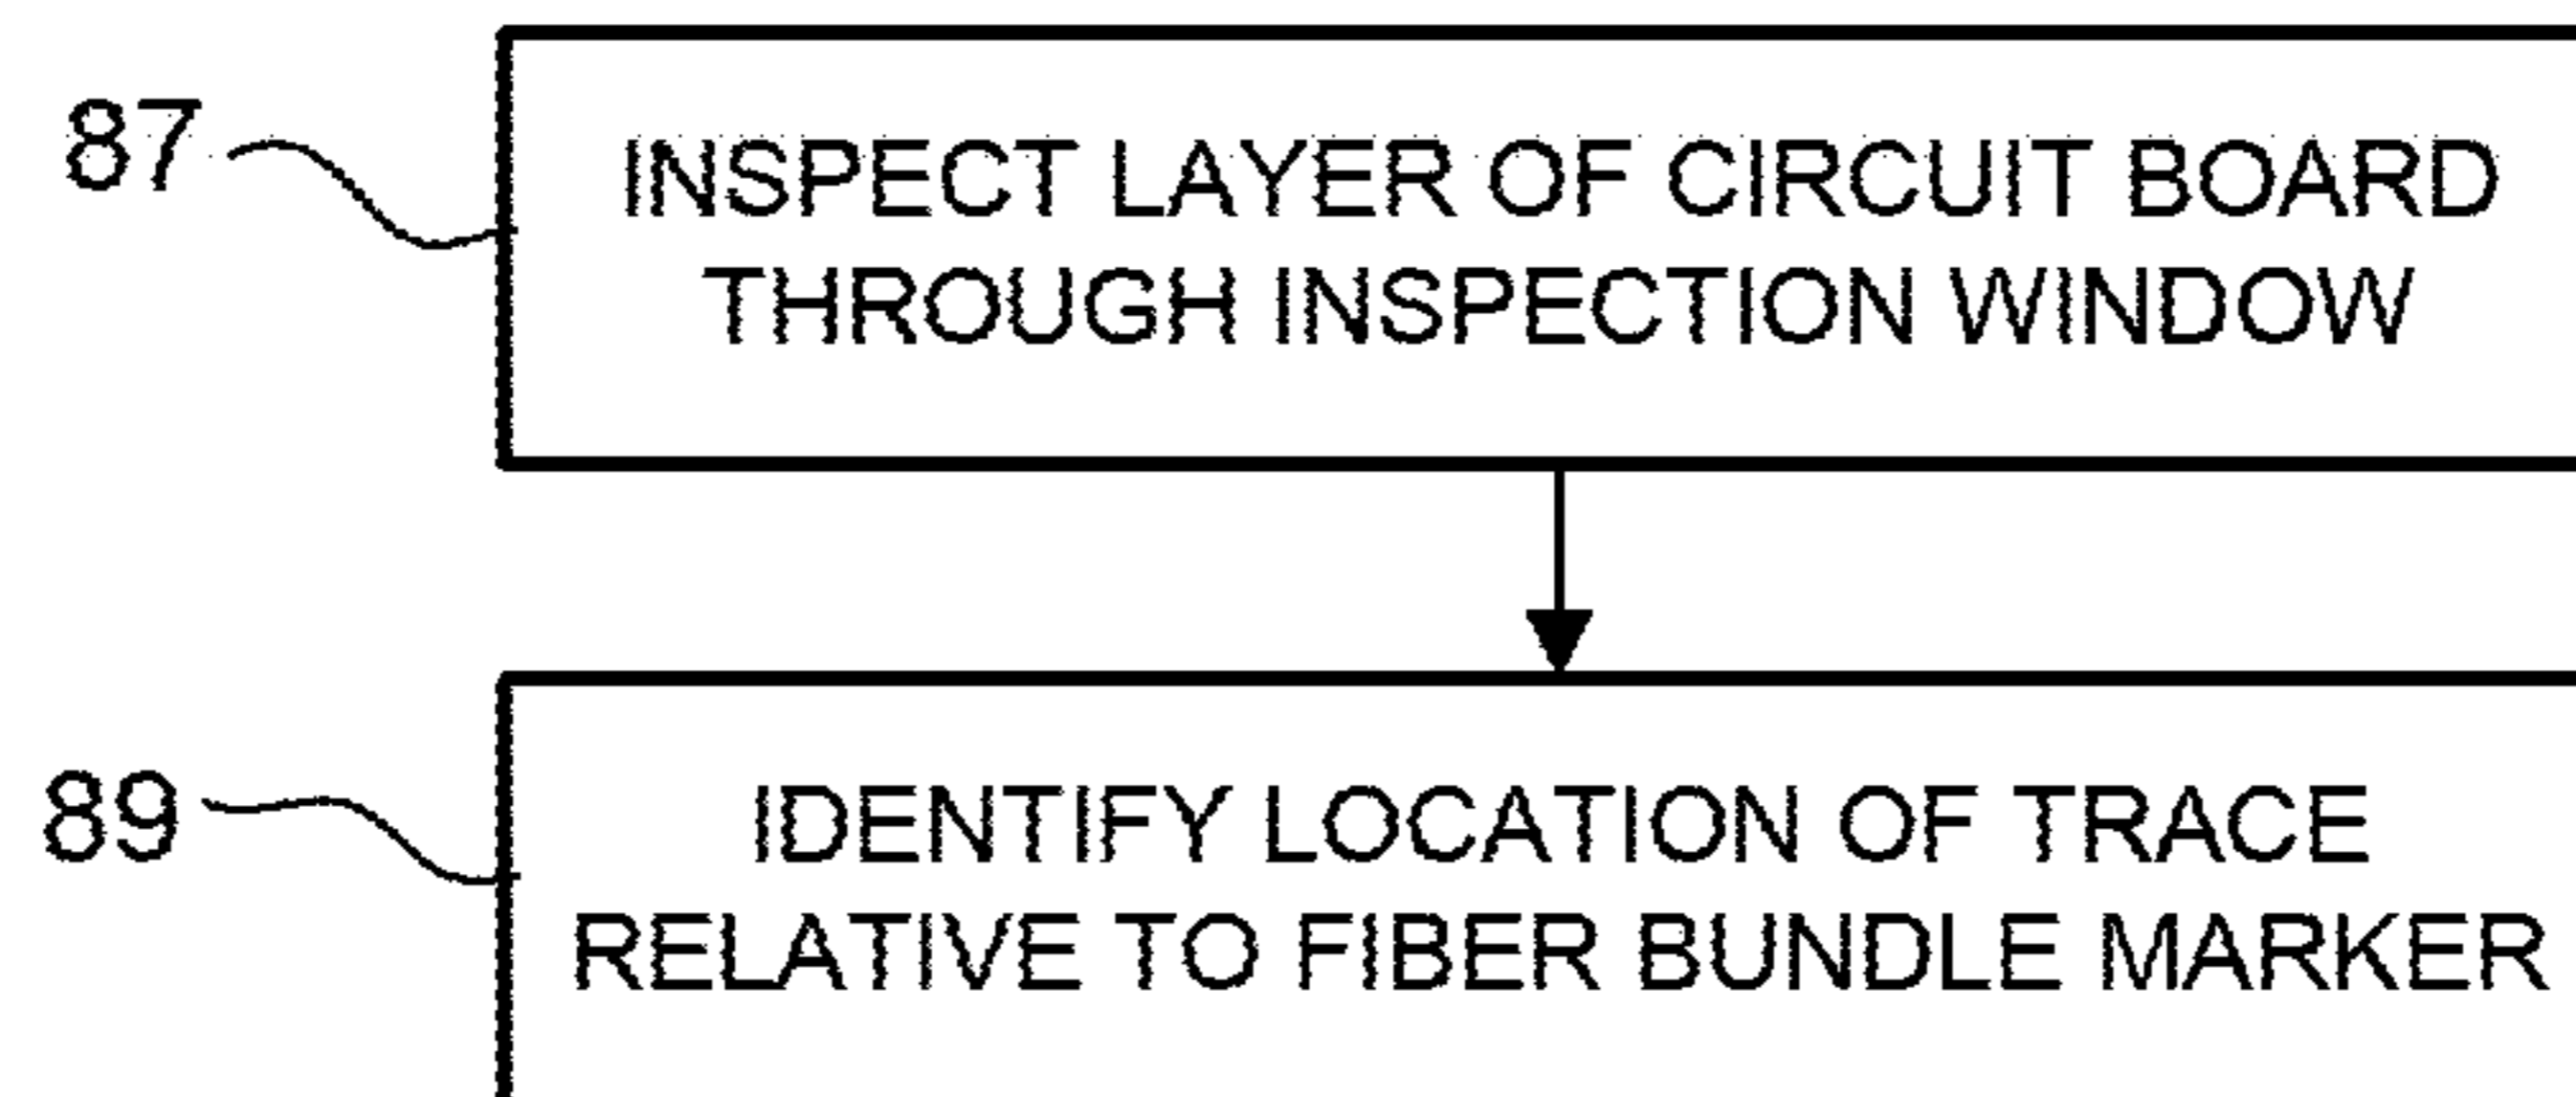 87
INSPECT LAYER OF CIRCUIT BOARD
THROUGH INSPECTION WINDOW
89
IDENTIFY LOCATION OF TRACE
RELATIVE TO FIBER BUNDLE MARKER